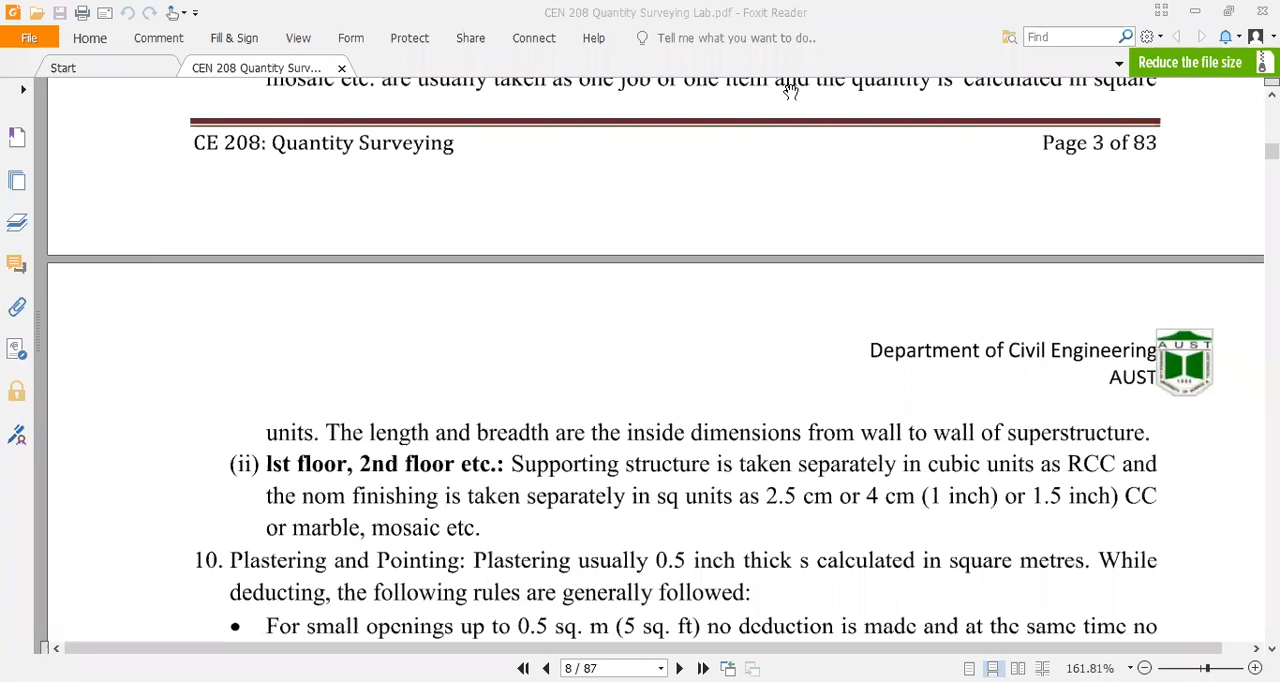 CEN 208 Quantity Surveying Lab.pdf - Foxit Reader
File Home Comment Fill & Sign View Form Protect Share Connect Help Tell me what you want to do.. Find
Start CEN 208 Quantity Surv... Reduce the file size
mosaic etc. are usually taken as one job or one item and the quantity is calculated in square
CE 208: Quantity Surveying Page 3 of 83
Department of Civil Engineering
AUST
AUST
units. The length and breadth are the inside dimensions from wall to wall of superstructure.
(ii) lst floor, 2nd floor etc.: Supporting structure is taken separately in cubic units as RCC and
the nom finishing is taken separately in sq units as 2.5 cm or 4 cm (1 inch) or 1.5 inch) CC
or marble, mosaic etc.
10. Plastering and Pointing: Plastering usually 0.5 inch thick s calculated in square metres. While
deducting, the following rules are generally followed:
• For small openings up to 0.5 sq. m (5 sq. ft) no deduction is made and at the same time no
8 / 87 161.81%